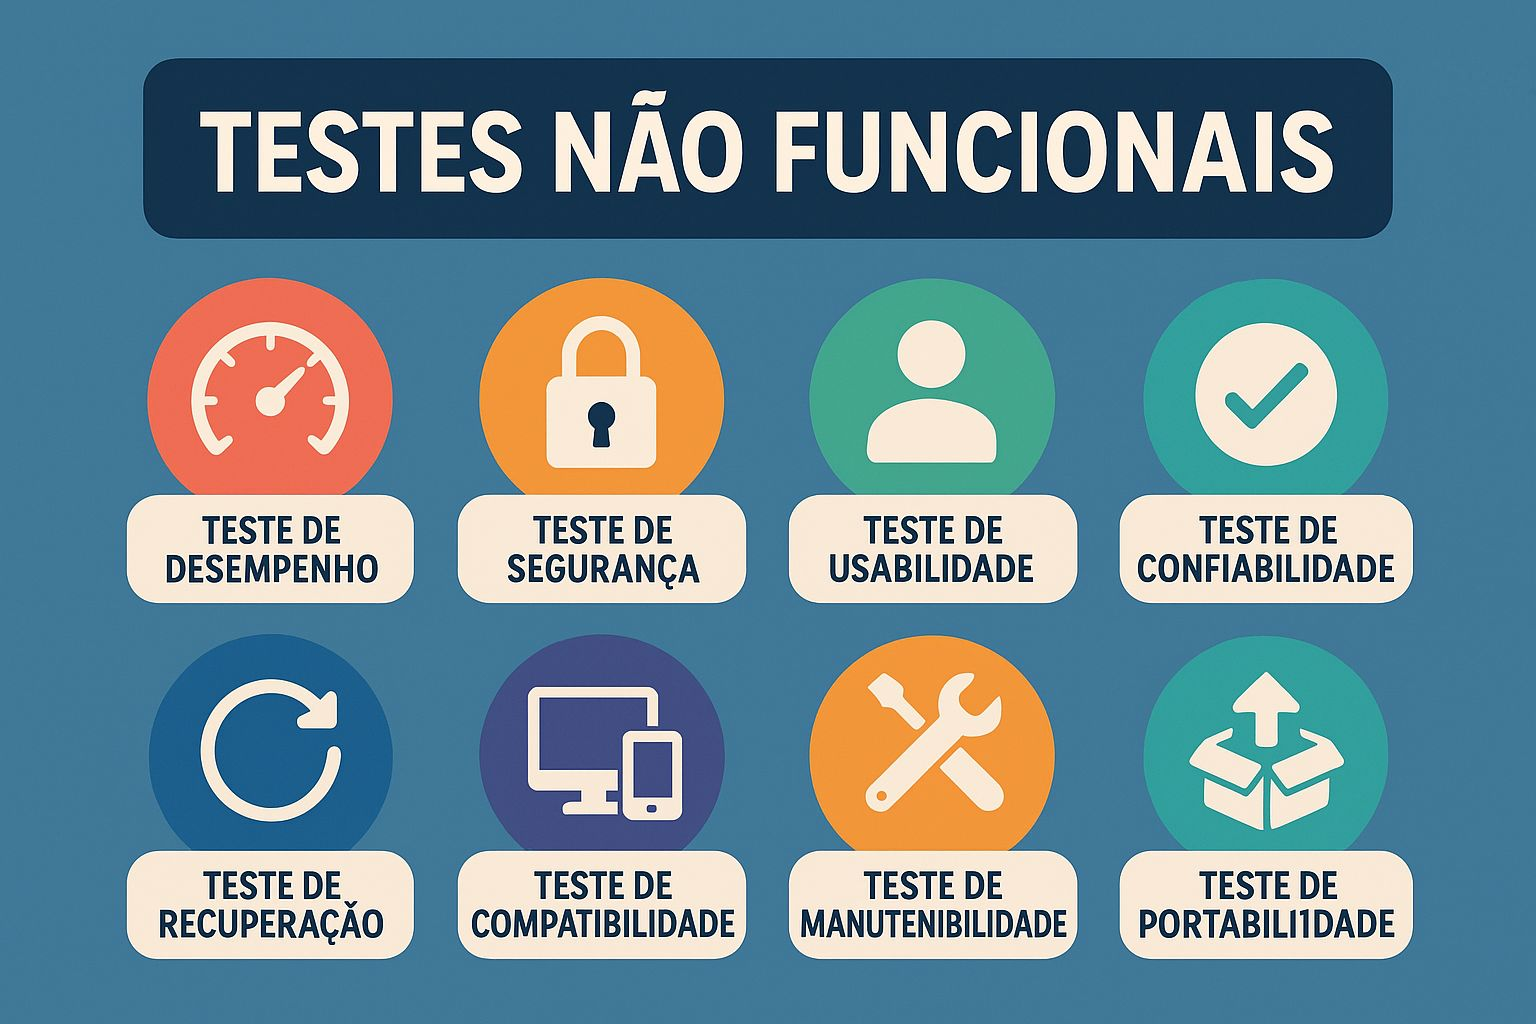 TESTES NÃO FUNCIONAIS
TESTE DE
DESEMPENHO
TESTE DE
SEGURANÇA
TESTE DE
USABILIDADE
TESTE DE
CONFIABILIDADE
TESTE DE
RECUPERAÇǑO
TESTE DE
COMPATIBILIDADE
TESTE DE
MANUTENIBILIDADE
TESTE DE
PORTABILI1DADE